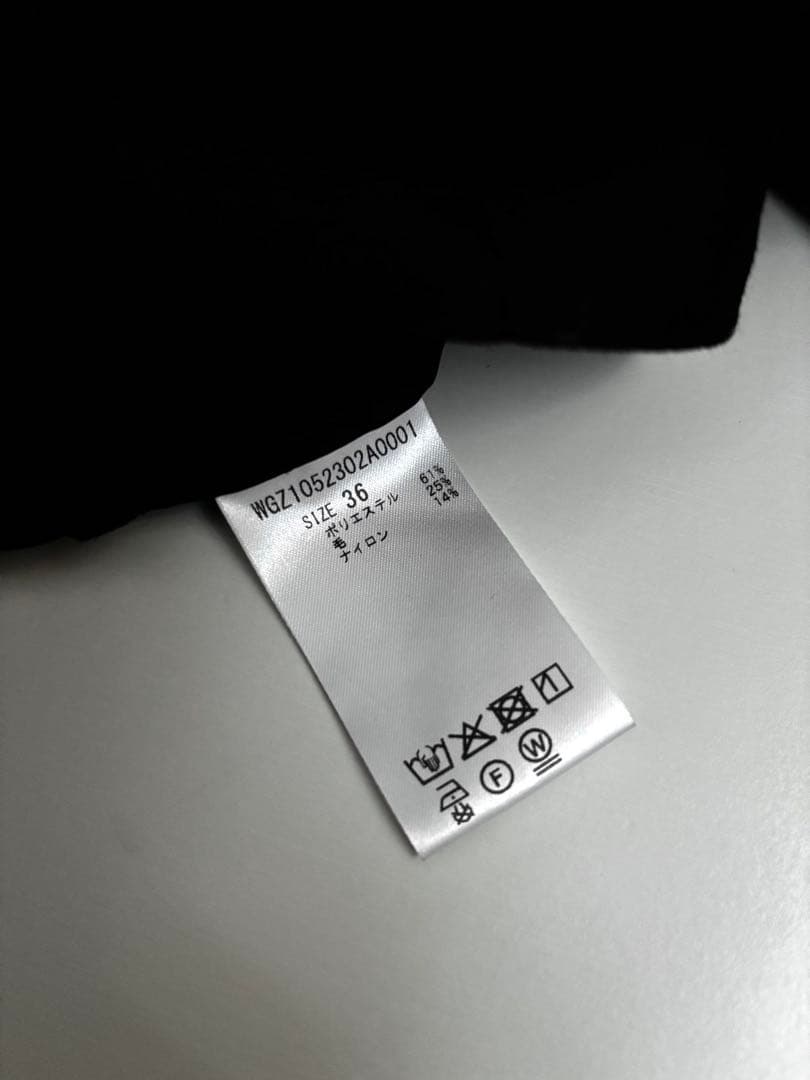 WGZ1052302A0001
SIZE 36
ポリエステル 61%
毛 25%
ナイロン 14%
F W